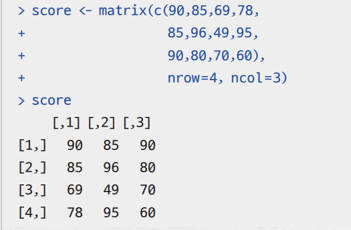 > score <- matrix(c(90,85,69,78,
+                   85,96,49,95,
+                   90,80,70,60),
+                   nrow=4, ncol=3)
> score
     [,1] [,2] [,3]
[1,]   90   85   90
[2,]   85   96   80
[3,]   69   49   70
[4,]   78   95   60